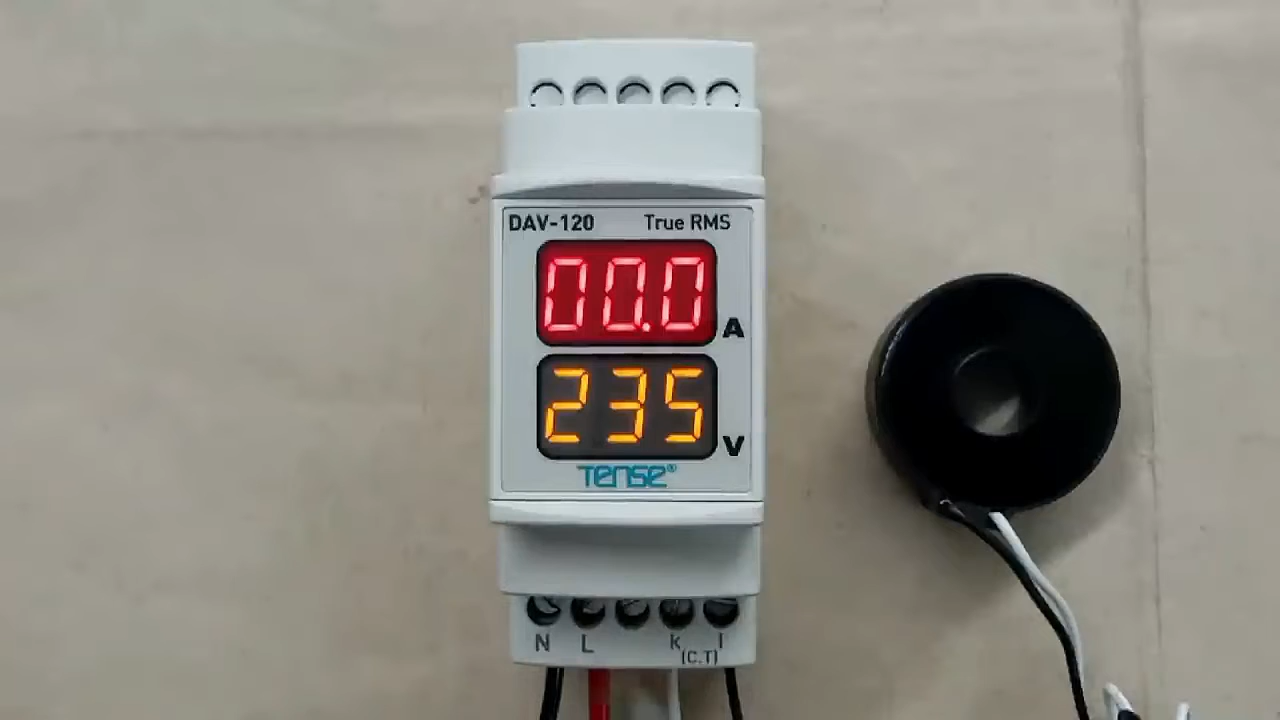 DAV-120 True RMS
00.0 A
235 V
TENSE®
N L k l
(C.T)